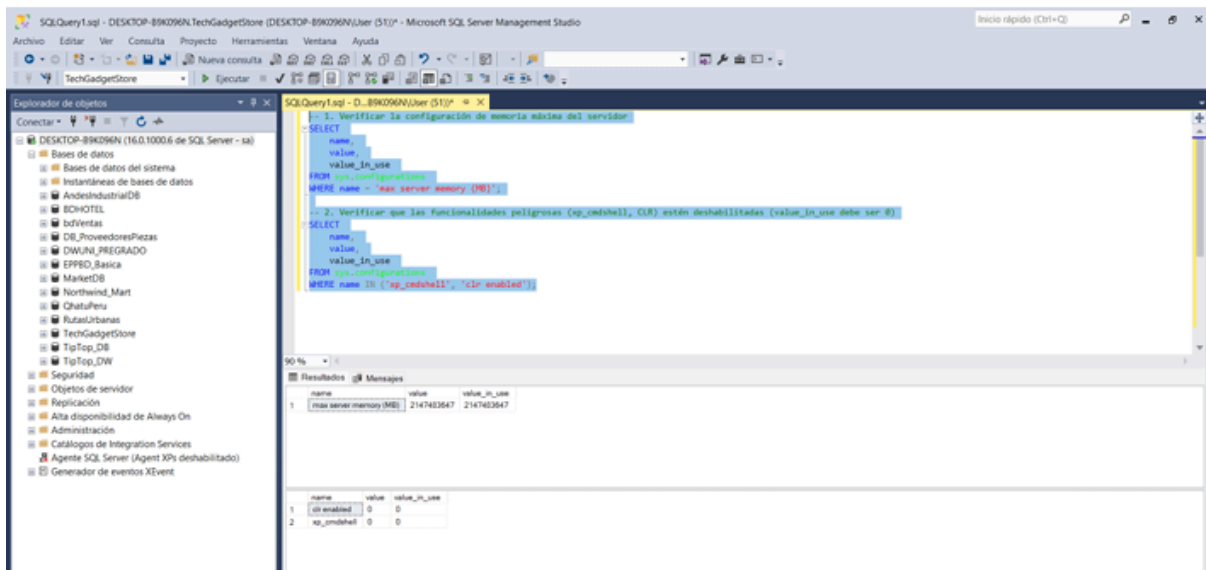 SQLQuery1.sql - DESKTOP-B9K096N.TechGadgetStore (DESKTOP-B9K096N\User (51))* - Microsoft SQL Server Management Studio
Inicio rápido (Ctrl+Q)
Archivo Editar Ver Consulta Proyecto Herramientas Ventana Ayuda
Nueva consulta
TechGadgetStore
Ejecutar
Explorador de objetos
Conectar
DESKTOP-B9K096N (16.0.1000.6 de SQL Server - sa)
Bases de datos
Bases de datos del sistema
Instantáneas de bases de datos
AndesIndustrialDB
BDHOTEL
bdVentas
DB_ProveedoresPiezas
DWUNI_PREGRADO
EPPBD_Basica
MarketDB
Northwind_Mart
QhatuPeru
RutasUrbanas
TechGadgetStore
TipTop_DB
TipTop_DW
Seguridad
Objetos de servidor
Replicación
Alta disponibilidad de Always On
Administración
Catálogos de Integration Services
Agente SQL Server (Agent XPs deshabilitado)
Generador de eventos XEvent
SQLQuery1.sql - D...B9K096N\User (51))*
-- 1. Verificar la configuración de memoria máxima del servidor
SELECT
name,
value,
value_in_use
FROM sys.configurations
WHERE name = 'max server memory (MB)';
-- 2. Verificar que las funcionalidades peligrosas (xp_cmdshell, CLR) estén deshabilitadas (value_in_use debe ser 0)
SELECT
name,
value,
value_in_use
FROM sys.configurations
WHERE name IN ('xp_cmdshell', 'clr enabled');
90 %
Resultados Mensajes
name value value_in_use
1 max server memory (MB) 2147483647 2147483647
name value value_in_use
1 clr enabled 0 0
2 xp_cmdshell 0 0